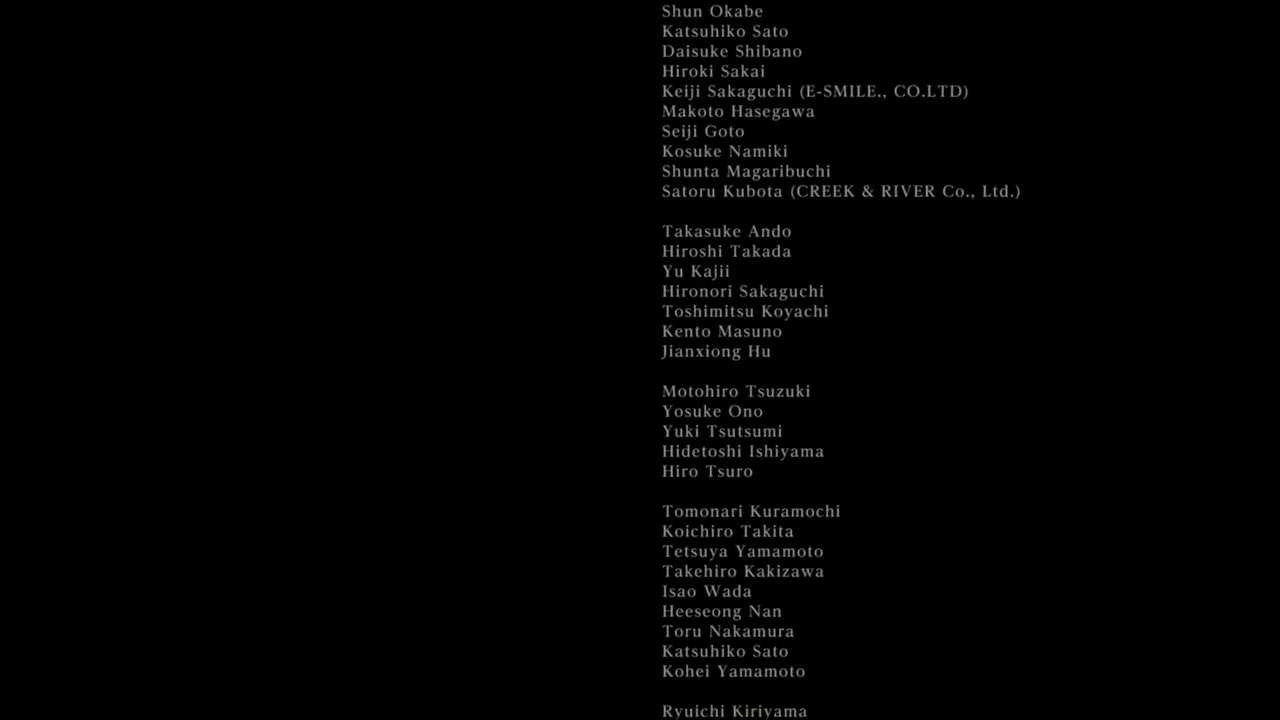 Shun Okabe
Katsuhiko Sato
Daisuke Shibano
Hiroki Sakai
Keiji Sakaguchi (E-SMILE., CO.LTD)
Makoto Hasegawa
Seiji Goto
Kosuke Namiki
Shunta Magaribuchi
Satoru Kubota (CREEK & RIVER Co., Ltd.)
Takasuke Ando
Hiroshi Takada
Yu Kajii
Hironori Sakaguchi
Toshimitsu Koyachi
Kento Masuno
Jianxiong Hu
Motohiro Tsuzuki
Yosuke Ono
Yuki Tsutsumi
Hidetoshi Ishiyama
Hiro Tsuro
Tomonari Kuramochi
Koichiro Takita
Tetsuya Yamamoto
Takehiro Kakizawa
Isao Wada
Heeseong Nan
Toru Nakamura
Katsuhiko Sato
Kohei Yamamoto
Ryuichi Kiriyama